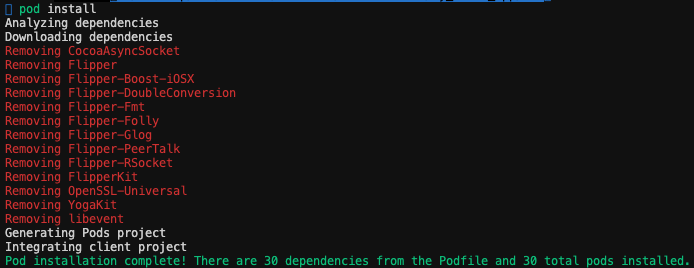 pod install
Analyzing dependencies
Downloading dependencies
Removing CocoaAsyncSocket
Removing Flipper
Removing Flipper-Boost-iOSX
Removing Flipper-DoubleConversion
Removing Flipper-Fmt
Removing Flipper-Folly
Removing Flipper-Glog
Removing Flipper-PeerTalk
Removing Flipper-RSocket
Removing FlipperKit
Removing OpenSSL-Universal
Removing YogaKit
Removing libevent
Generating Pods project
Integrating client project
Pod installation complete! There are 30 dependencies from the Podfile and 30 total pods installed.